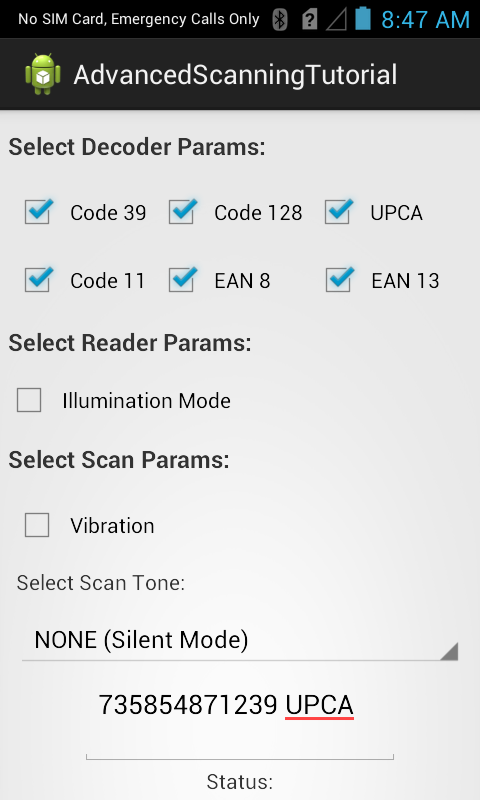 No SIM Card, Emergency Calls Only 8:47 AM
AdvancedScanningTutorial
Select Decoder Params:
Code 39 Code 128 UPCA
Code 11 EAN 8 EAN 13
Select Reader Params:
Illumination Mode
Select Scan Params:
Vibration
Select Scan Tone:
NONE (Silent Mode)
735854871239 UPCA
Status: